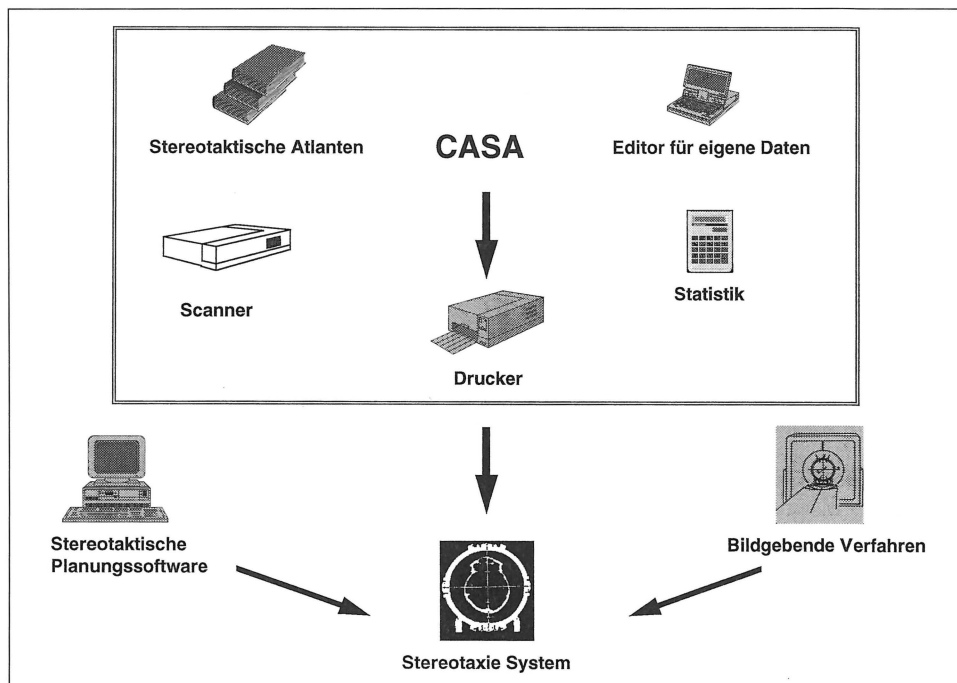 Stereotaktische Atlanten
CASA
Editor für eigene Daten
Scanner
Statistik
Drucker
Stereotaktische
Planungssoftware
Bildgebende Verfahren
Stereotaxie System